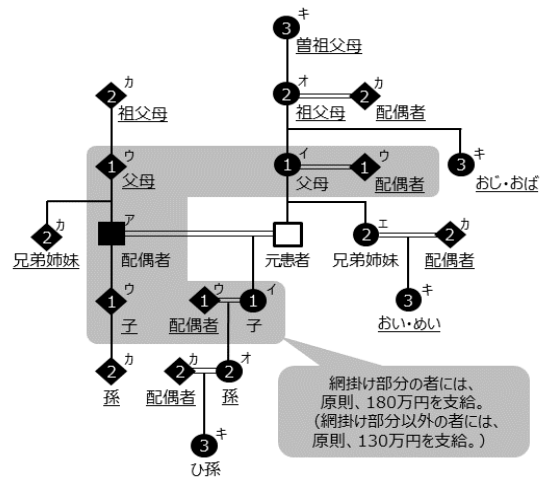 キ
3
曽祖父母
カ
2
祖父母
オ
2
祖父母
カ
2
配偶者
キ
3
おじ・おば
ウ
1
父母
イ
1
父母
ウ
1
配偶者
カ
2
兄弟姉妹
ア
配偶者
元患者
エ
2
兄弟姉妹
カ
2
配偶者
キ
3
おい・めい
ウ
1
子
ウ
1
配偶者
イ
1
子
カ
2
孫
カ
2
配偶者
オ
2
孫
キ
3
ひ孫
網掛け部分の者には、
原則、180万円を支給。
（網掛け部分以外の者には、
原則、130万円を支給。）